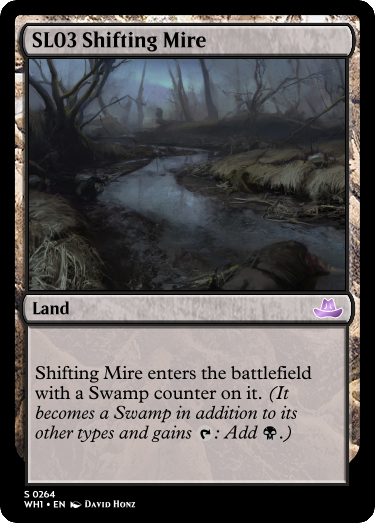 SL03 Shifting Mire
Land
Shifting Mire enters the battlefield
with a Swamp counter on it. (It
becomes a Swamp in addition to its
other types and gains : Add .)
S 0264
WH1 • EN David Honz